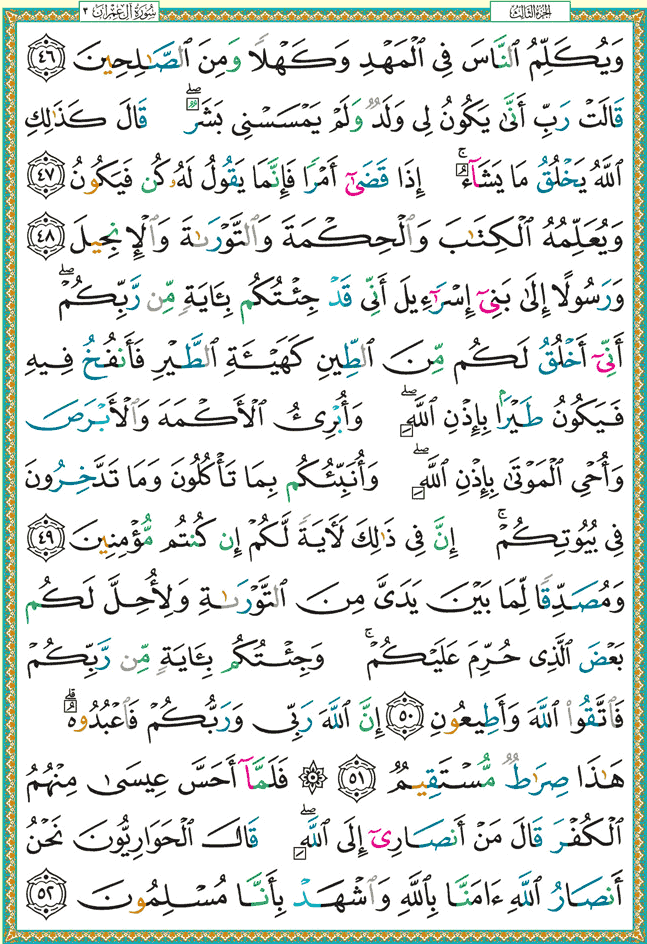 الجزء الثالث
سورة آل عمران ٣
وَيُكَلِّمُ ٱلنَّاسَ فِى ٱلْمَهْدِ وَكَهْلًا وَمِنَ ٱلصَّـٰلِحِينَ ٤٦
قَالَتْ رَبِّ أَنَّىٰ يَكُونُ لِى وَلَدٌ وَلَمْ يَمْسَسْنِى بَشَرٌ ۖ قَالَ كَذَٰلِكِ
ٱللَّهُ يَخْلُقُ مَا يَشَآءُ ۚ إِذَا قَضَىٰٓ أَمْرًا فَإِنَّمَا يَقُولُ لَهُۥ كُن فَيَكُونُ ٤٧
وَيُعَلِّمُهُ ٱلْكِتَـٰبَ وَٱلْحِكْمَةَ وَٱلتَّوْرَىٰةَ وَٱلْإِنجِيلَ ٤٨
وَرَسُولًا إِلَىٰ بَنِىٓ إِسْرَٰٓءِيلَ أَنِّى قَدْ جِئْتُكُم بِـَٔايَةٍ مِّن رَّبِّكُمْ ۖ
أَنِّىٓ أَخْلُقُ لَكُم مِّنَ ٱلطِّينِ كَهَيْـَٔةِ ٱلطَّيْرِ فَأَنفُخُ فِيهِ
فَيَكُونُ طَيْرًۢا بِإِذْنِ ٱللَّهِ ۖ وَأُبْرِئُ ٱلْأَكْمَهَ وَٱلْأَبْرَصَ
وَأُحْىِ ٱلْمَوْتَىٰ بِإِذْنِ ٱللَّهِ ۖ وَأُنَبِّئُكُم بِمَا تَأْكُلُونَ وَمَا تَدَّخِرُونَ
فِى بُيُوتِكُمْ ۚ إِنَّ فِى ذَٰلِكَ لَـَٔايَةً لَّكُمْ إِن كُنتُم مُّؤْمِنِينَ ٤٩
وَمُصَدِّقًا لِّمَا بَيْنَ يَدَىَّ مِنَ ٱلتَّوْرَىٰةِ وَلِأُحِلَّ لَكُم
بَعْضَ ٱلَّذِى حُرِّمَ عَلَيْكُمْ ۚ وَجِئْتُكُم بِـَٔايَةٍ مِّن رَّبِّكُمْ
فَٱتَّقُوا۟ ٱللَّهَ وَأَطِيعُونِ ٥٠ إِنَّ ٱللَّهَ رَبِّى وَرَبُّكُمْ فَٱعْبُدُوهُ ۗ
هَـٰذَا صِرَٰطٌ مُّسْتَقِيمٌ ٥١ ۞ فَلَمَّآ أَحَسَّ عِيسَىٰ مِنْهُمُ
ٱلْكُفْرَ قَالَ مَنْ أَنصَارِىٓ إِلَى ٱللَّهِ ۖ قَالَ ٱلْحَوَارِيُّونَ نَحْنُ
أَنصَارُ ٱللَّهِ ءَامَنَّا بِٱللَّهِ وَٱشْهَدْ بِأَنَّا مُسْلِمُونَ ٥٢